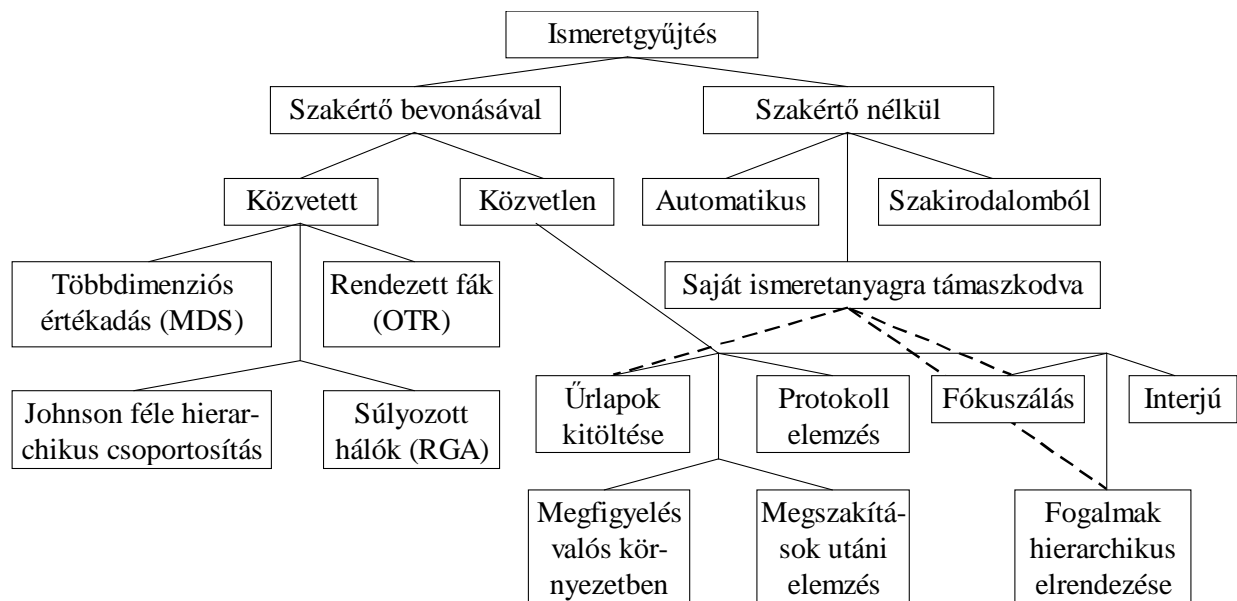 Ismeretgyűjtés
Szakértő bevonásával
Szakértő nélkül
Közvetett
Közvetlen
Automatikus
Szakirodalomból
Többdimenziós
értékadás (MDS)
Rendezett fák
(OTR)
Saját ismeretanyagra támaszkodva
Johnson féle hierar-
chikus csoportosítás
Súlyozott
hálók (RGA)
Űrlapok
kitöltése
Protokoll
elemzés
Fókuszálás
Interjú
Megfigyelés
valós kör-
nyezetben
Megszakítá-
sok utáni
elemzés
Fogalmak
hierarchikus
elrendezése